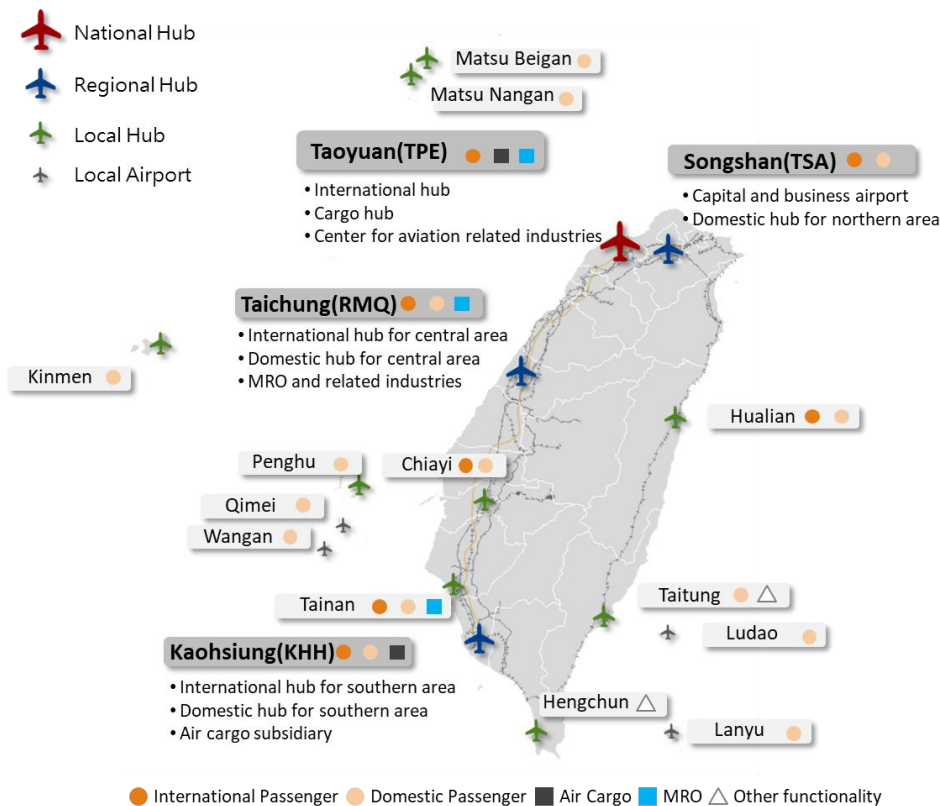 National Hub
Regional Hub
Local Hub
Local Airport
Matsu Beigan
Matsu Nangan
Taoyuan(TPE)
• International hub
• Cargo hub
• Center for aviation related industries
Songshan(TSA)
• Capital and business airport
• Domestic hub for northern area
Taichung(RMQ)
• International hub for central area
• Domestic hub for central area
• MRO and related industries
Kinmen
Hualian
Penghu
Chiayi
Qimei
Wangan
Tainan
Taitung
Ludao
Kaohsiung(KHH)
• International hub for southern area
• Domestic hub for southern area
• Air cargo subsidiary
Hengchun
Lanyu
International Passenger Domestic Passenger Air Cargo MRO Other functionality